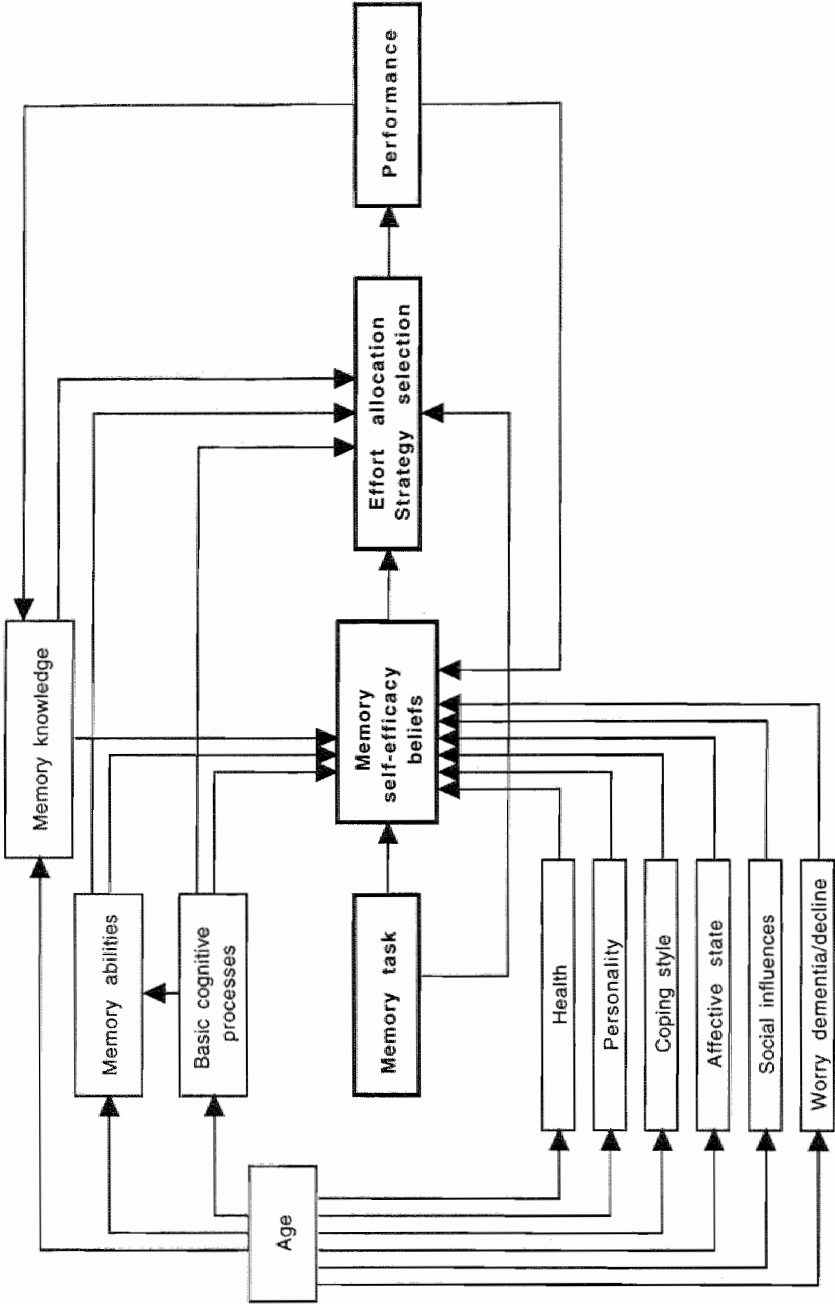 Age
Memory knowledge
Memory abilities
Basic cognitive
processes
Memory task
Health
Personality
Coping style
Affective state
Social influences
Worry dementia/decline
Memory
self-efficacy
beliefs
Effort allocation
Strategy selection
Performance